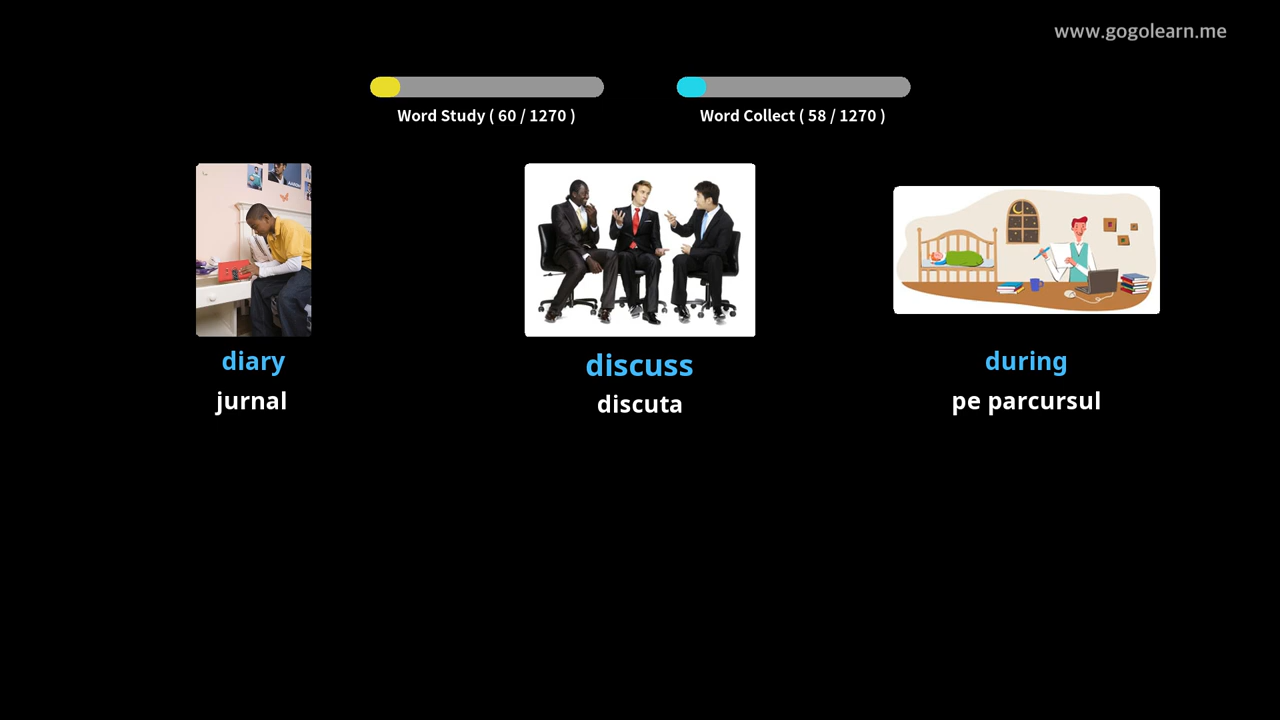 www.gogolearn.me
Word Study ( 60 / 1270 )
Word Collect ( 58 / 1270 )
diary
jurnal
discuss
discuta
during
pe parcursul